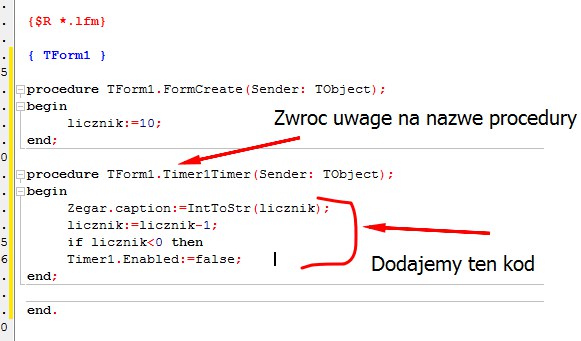 {$R *.lfm}
{ TForm1 }
5
procedure TForm1.FormCreate(Sender: TObject);
begin
licznik:=10;
Zwroc uwage na nazwe procedury
end;
0
procedure TForm1.Timer1Timer(Sender: TObject);
begin
Zegar.caption:=IntToStr(licznik);
licznik:=licznik-1;
5 if licznik<0 then
6 Timer1.Enabled:=false;
Dodajemy ten kod
end;
end.
0